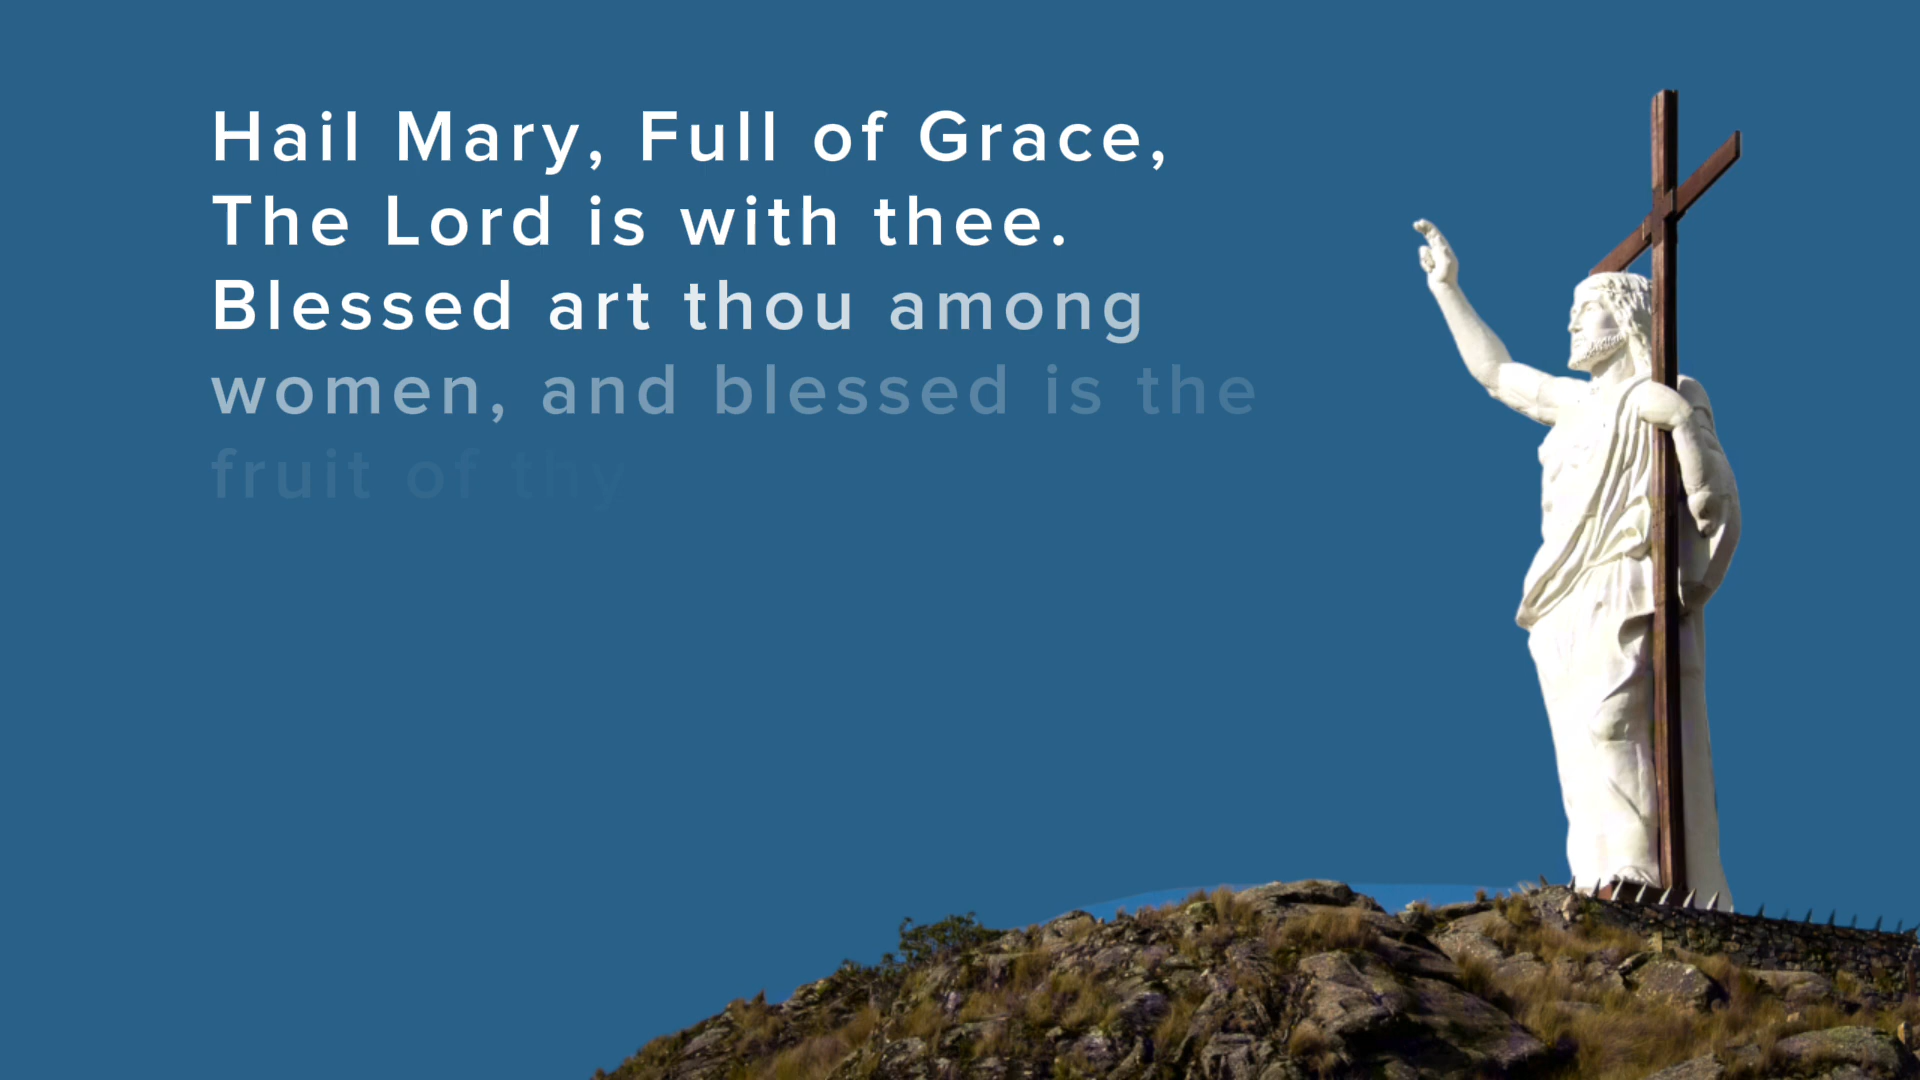 Hail Mary, Full of Grace,
The Lord is with thee.
Blessed art thou among
women, and blessed is the
fruit of thy